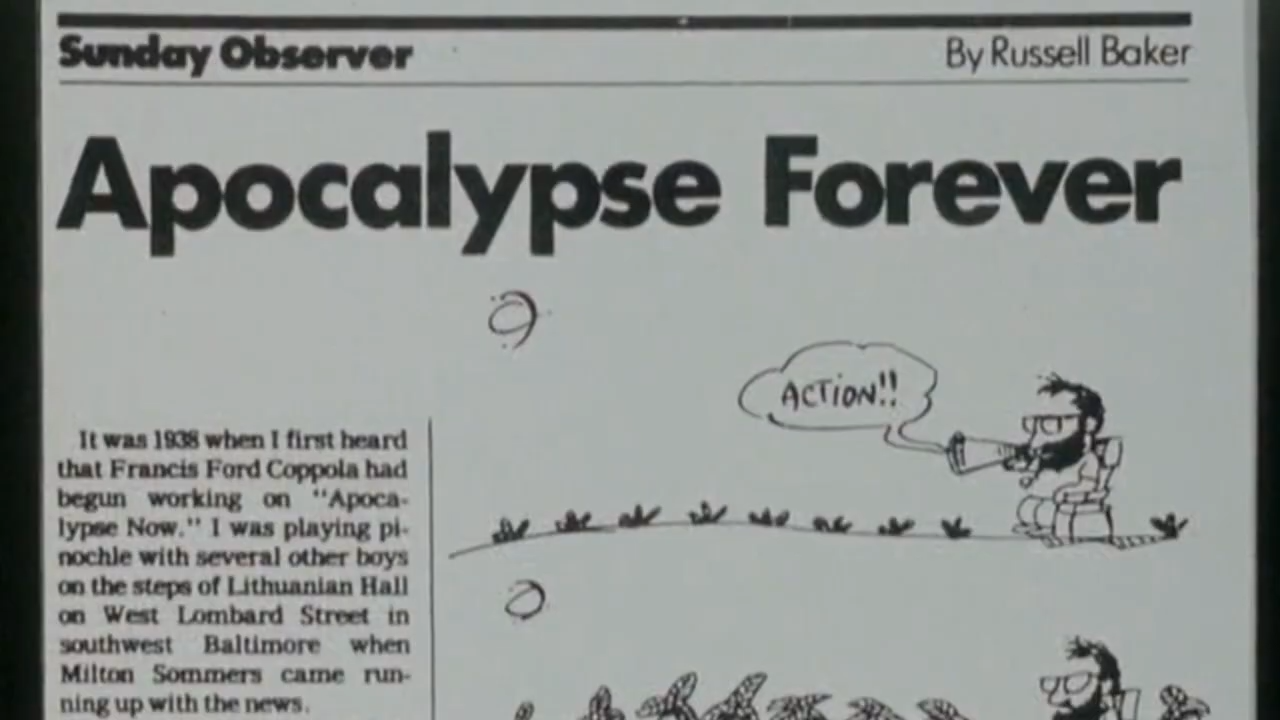 Sunday Observer
By Russell Baker
Apocalypse Forever
ACTION!!
It was 1938 when I first heard
that Francis Ford Coppola had
begun working on "Apoca-
lypse Now." I was playing pi-
nochle with several other boys
on the steps of Lithuanian Hall
on West Lombard Street in
southwest Baltimore when
Milton Sommers came run-
ning up with the news.